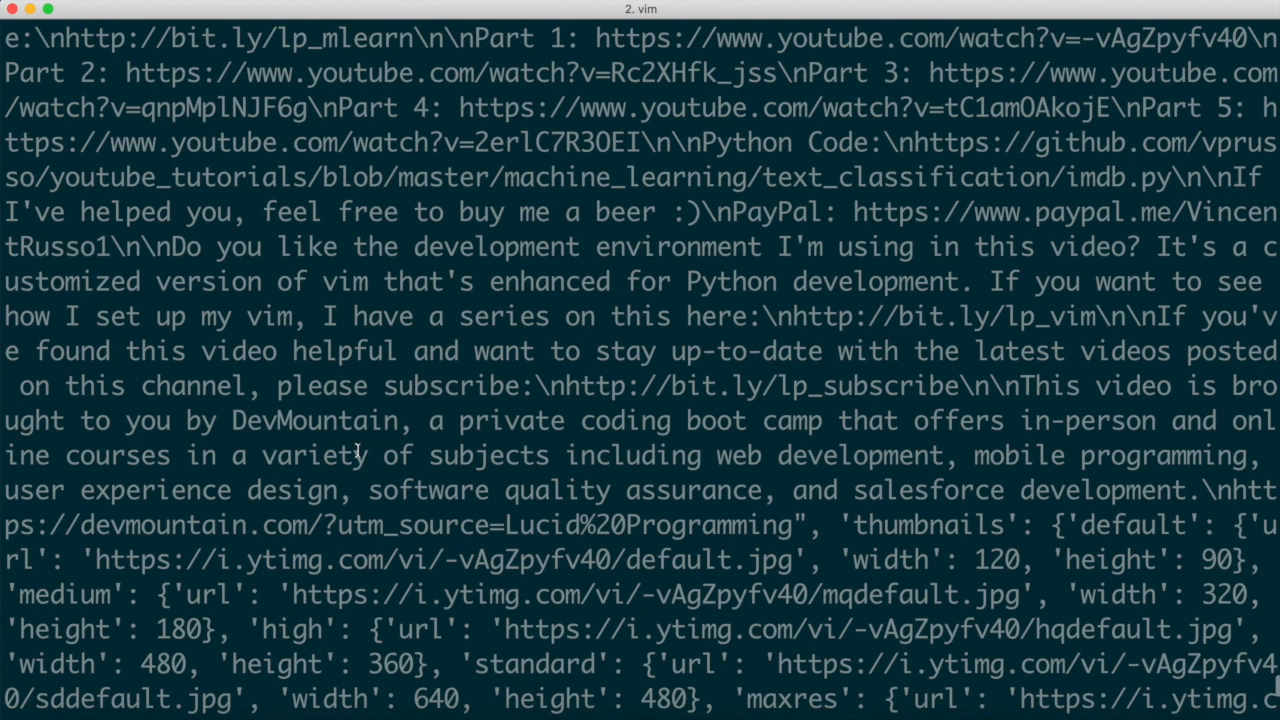 2. vim
e:\nhttp://bit.ly/lp_mlearn\n\nPart 1: https://www.youtube.com/watch?v=-vAgZpyfv40\n
Part 2: https://www.youtube.com/watch?v=Rc2XHfk_jss\nPart 3: https://www.youtube.com
/watch?v=qnpMplNJF6g\nPart 4: https://www.youtube.com/watch?v=tC1amOAkojE\nPart 5: h
ttps://www.youtube.com/watch?v=2erlC7R3OEI\n\nPython Code:\nhttps://github.com/vprus
so/youtube_tutorials/blob/master/machine_learning/text_classification/imdb.py\n\nIf
I've helped you, feel free to buy me a beer :)\nPayPal: https://www.paypal.me/Vincen
tRusso1\n\nDo you like the development environment I'm using in this video? It's a c
ustomized version of vim that's enhanced for Python development. If you want to see
how I set up my vim, I have a series on this here:\nhttp://bit.ly/lp_vim\n\nIf you'v
e found this video helpful and want to stay up-to-date with the latest videos posted
on this channel, please subscribe:\nhttp://bit.ly/lp_subscribe\n\nThis video is bro
ught to you by DevMountain, a private coding boot camp that offers in-person and onl
ine courses in a variety of subjects including web development, mobile programming,
user experience design, software quality assurance, and salesforce development.\nhtt
ps://devmountain.com/?utm_source=Lucid%20Programming", 'thumbnails': {'default': {'u
rl': 'https://i.ytimg.com/vi/-vAgZpyfv40/default.jpg', 'width': 120, 'height': 90},
'medium': {'url': 'https://i.ytimg.com/vi/-vAgZpyfv40/mqdefault.jpg', 'width': 320,
'height': 180}, 'high': {'url': 'https://i.ytimg.com/vi/-vAgZpyfv40/hqdefault.jpg',
'width': 480, 'height': 360}, 'standard': {'url': 'https://i.ytimg.com/vi/-vAgZpyfv4
0/sddefault.jpg', 'width': 640, 'height': 480}, 'maxres': {'url': 'https://i.ytimg.c